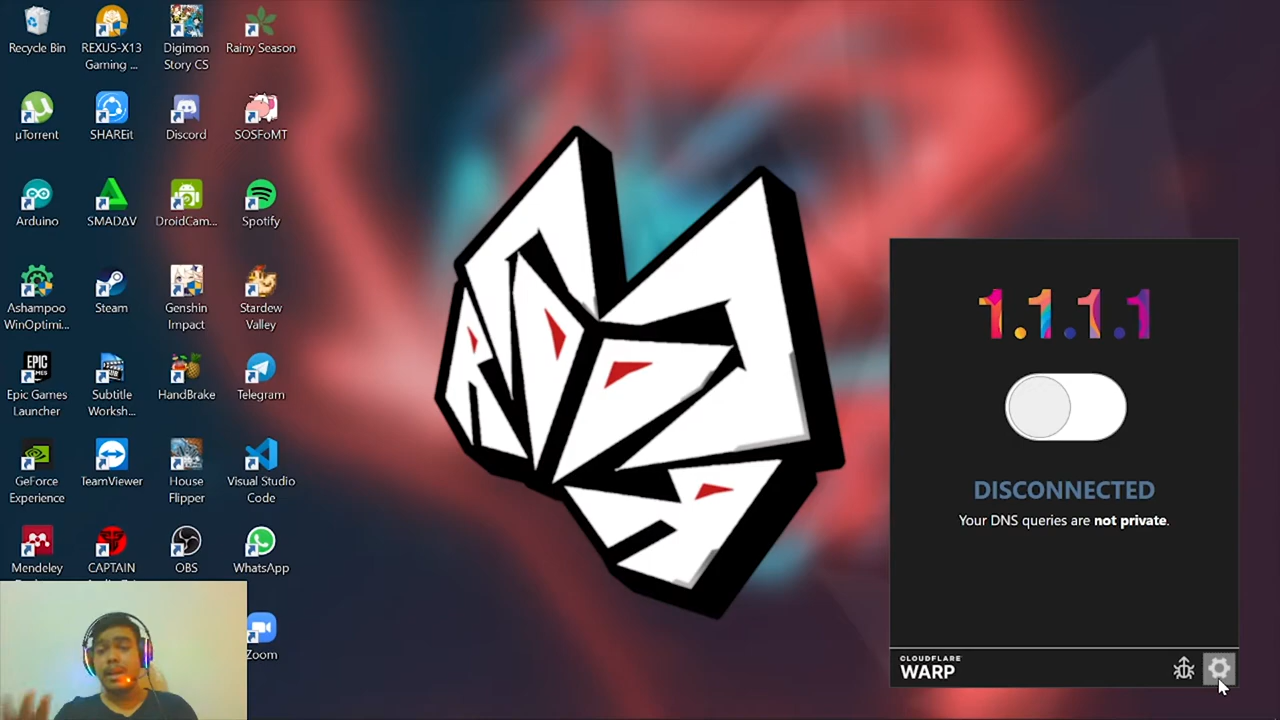 Recycle Bin
REXUS-X13
Gaming ...
Digimon
Story CS
Rainy Season
µTorrent
SHAREit
Discord
SOSFoMT
Arduino
SMADAV
DroidCam...
Spotify
Ashampoo
WinOptimi...
Steam
Genshin
Impact
Stardew
Valley
Epic Games
Launcher
Subtitle
Worksh...
HandBrake
Telegram
GeForce
Experience
TeamViewer
House
Flipper
Visual Studio
Code
Mendeley
CAPTAIN
OBS
WhatsApp
Zoom
1.1.1.1
DISCONNECTED
Your DNS queries are not private.
CLOUDFLARE
WARP